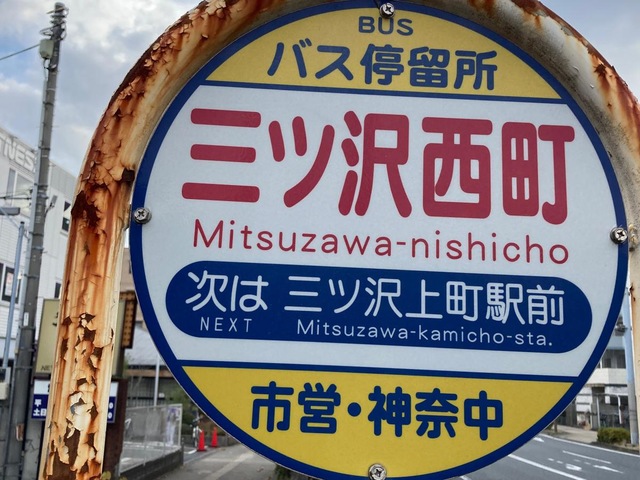 BUS
バス停留所
三ツ沢西町
Mitsuzawa-nishicho
次は 三ツ沢上町駅前
NEXT Mitsuzawa-kamicho-sta.
市営・神奈中